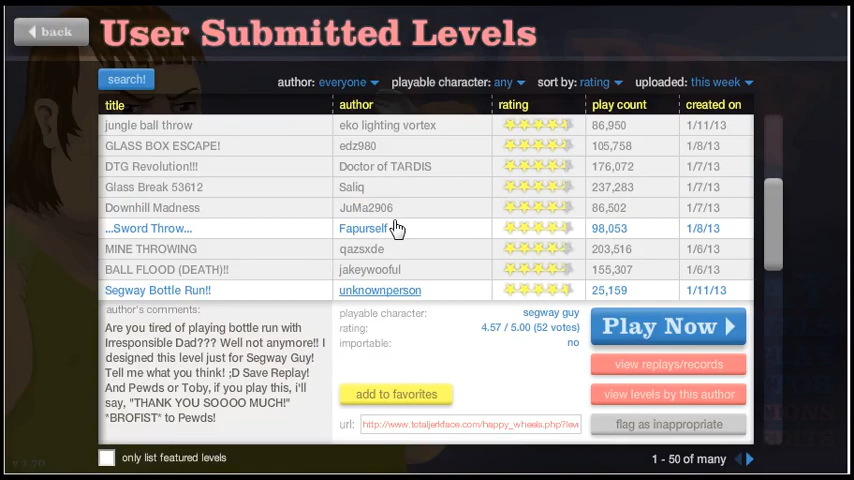 back
User Submitted Levels
search! author: everyone playable character: any sort by: rating uploaded: this week
title author rating play count created on
jungle ball throw eko lighting vortex 86,950 1/11/13
GLASS BOX ESCAPE! edz980 105,758 1/8/13
DTG Revolution!!! Doctor of TARDIS 176,072 1/7/13
Glass Break 53612 Saliq 237,283 1/7/13
Downhill Madness JuMa2906 86,502 1/7/13
...Sword Throw... Fapurself 98,053 1/8/13
MINE THROWING qazsxde 203,516 1/6/13
BALL FLOOD (DEATH)!! jakeywooful 155,307 1/6/13
Segway Bottle Run!! unknownperson 25,159 1/11/13
author's comments:
Are you tired of playing bottle run with
Irresponsible Dad??? Well not anymore!! I
designed this level just for Segway Guy!
Tell me what you think! ;D Save Replay!
And Pewds or Toby, if you play this, i'll
say, "THANK YOU SOOOO MUCH!"
*BROFIST* to Pewds!
playable character: segway guy
rating: 4.57 / 5.00 (52 votes)
importable: no
add to favorites
url: http://www.totaljerkface.com/happy_wheels.php?leve
Play Now
view replays/records
view levels by this author
flag as inappropriate
only list featured levels
1 - 50 of many